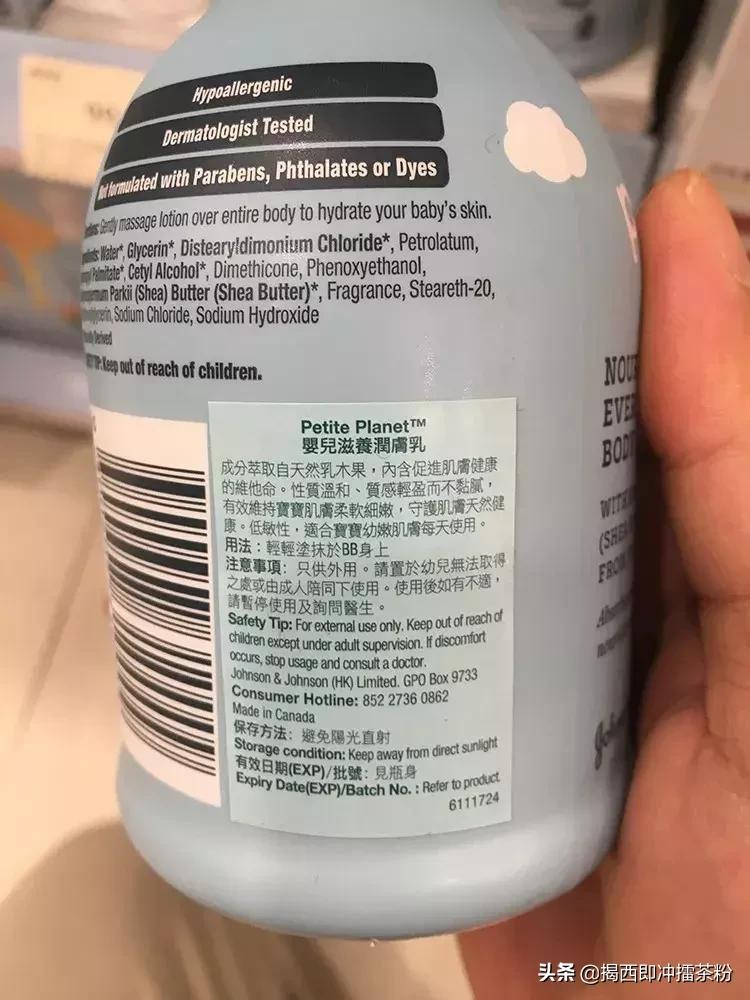 Hypoallergenic
Dermatologist Tested
formulated with Parabens, Phthalates or Dyes
Gently massage lotion over entire body to hydrate your baby's skin.
Water*, Glycerin*, Distearyldimonium Chloride*, Petrolatum,
Palmitate*, Cetyl Alcohol*, Dimethicone, Phenoxyethanol,
Parkii (Shea) Butter (Shea Butter)*, Fragrance, Steareth-20,
Sodium Chloride, Sodium Hydroxide
Derived
Keep out of reach of children.
Petite Planet™
嬰兒滋養潤膚乳
成分萃取自天然乳木果，內含促進肌膚健康
的維他命。性質溫和、質感輕盈而不黏膩，
有效維持寶寶肌膚柔軟細嫩，守護肌膚天然健
康。低敏性，適合寶寶幼嫩肌膚每天使用。
用法：輕輕塗抹於BB身上
注意事項：只供外用。請置於幼兒無法取得
之處或由成人陪同下使用。使用後如有不適，
請暫停使用及詢問醫生。
Safety Tip: For external use only. Keep out of reach of
children except under adult supervision. If discomfort
occurs, stop usage and consult a doctor.
Johnson & Johnson (HK) Limited. GPO Box 9733
Consumer Hotline: 852 2736 0862
Made in Canada
保存方法：避免陽光直射
Storage condition: Keep away from direct sunlight
有效日期(EXP)/批號：見瓶身
Expiry Date(EXP)/Batch No. : Refer to product
6111724
BODY
(SHEA
FROM
头条 @揭西即冲擂茶粉